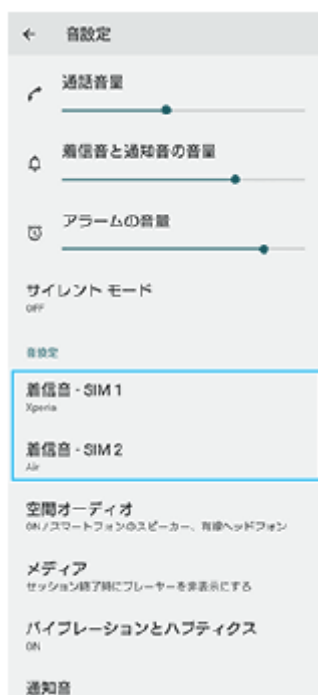 音設定
通話音量
着信音と通知音の音量
アラームの音量
サイレント モード
OFF
音設定
着信音 - SIM 1
Xperia
着信音 - SIM 2
Air
空間オーディオ
ON / スマートフォンのスピーカー、有線ヘッドフォン
メディア
セッション終了時にプレーヤーを非表示にする
バイブレーションとハプティクス
ON
通知音